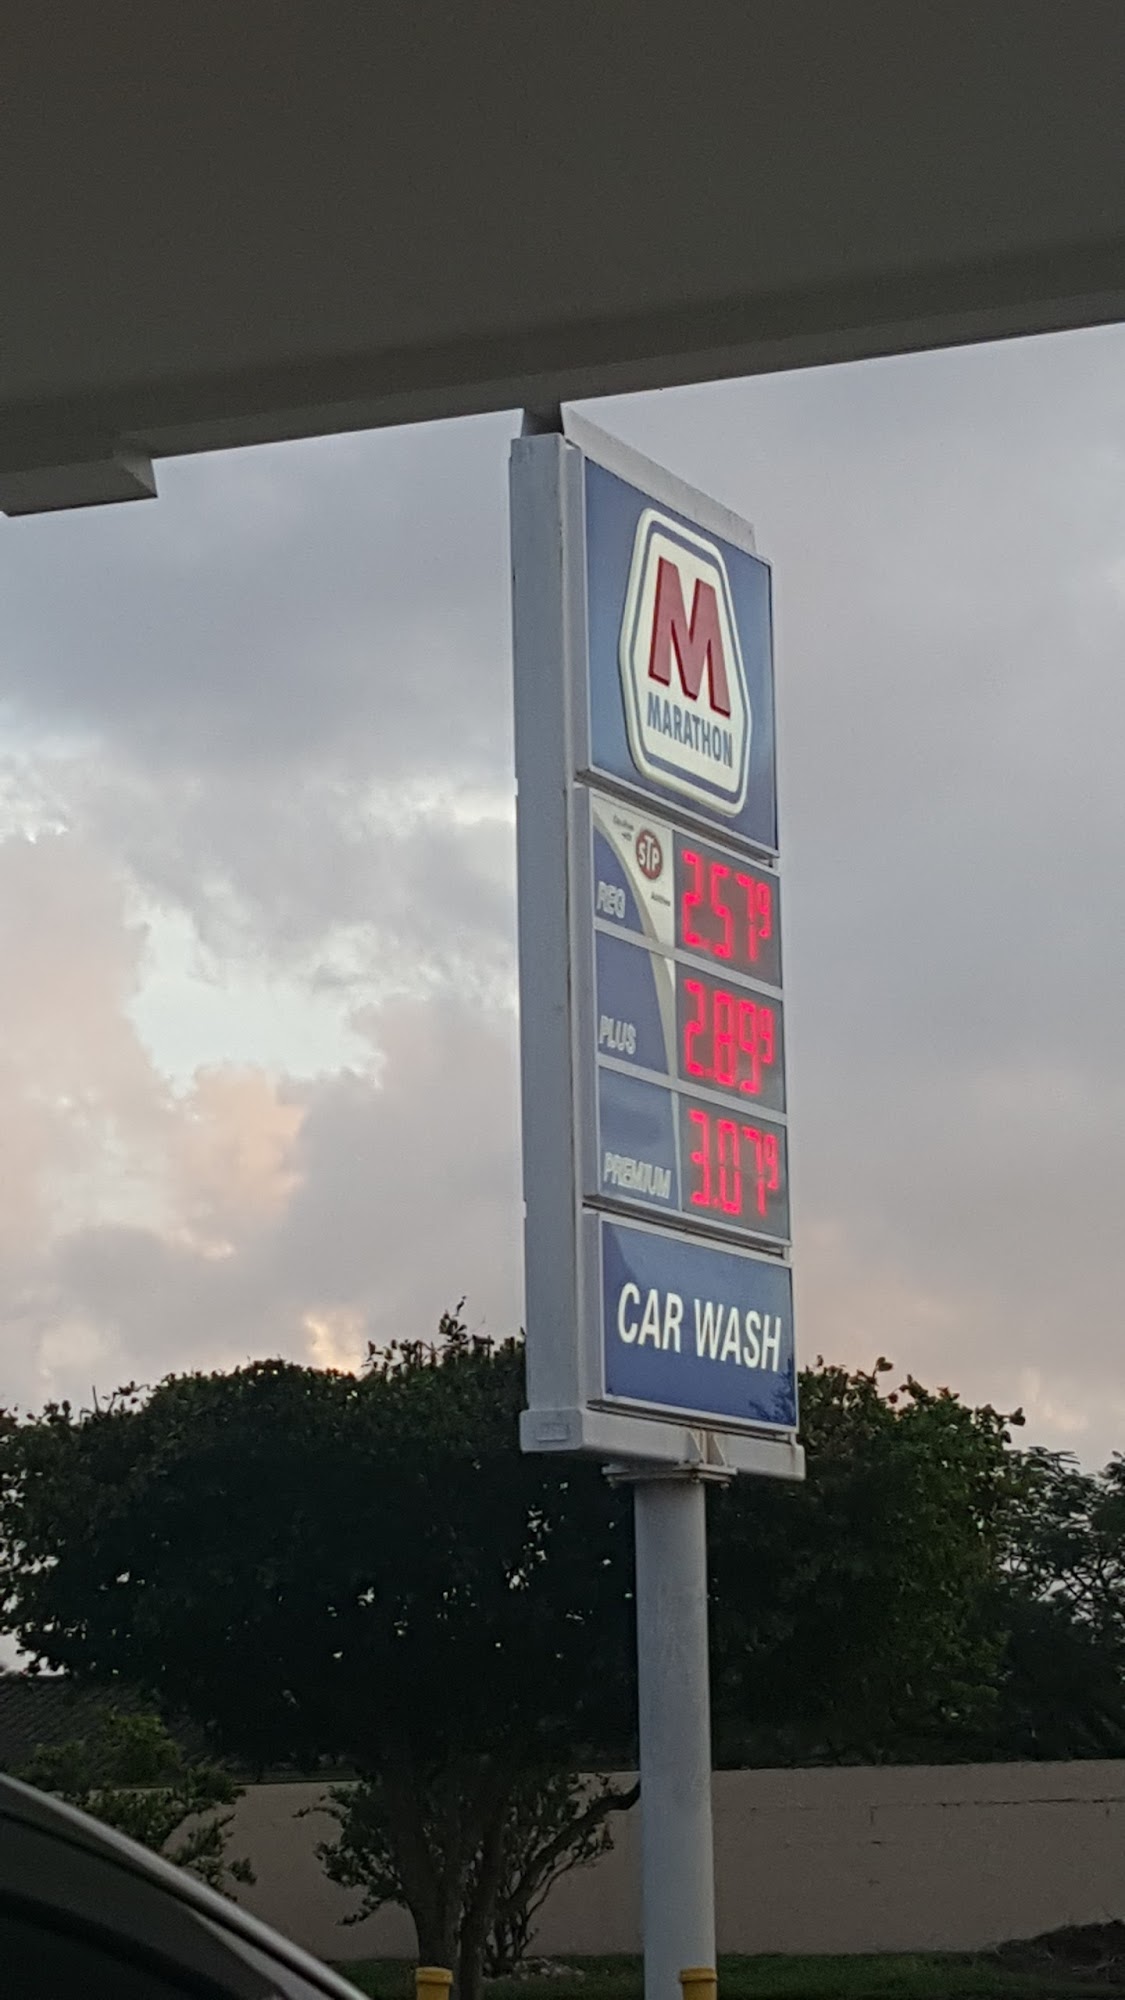 M
MARATHON
STP
REG 2.57 9
PLUS 2.89 9
PREMIUM 3.07 9
CAR WASH